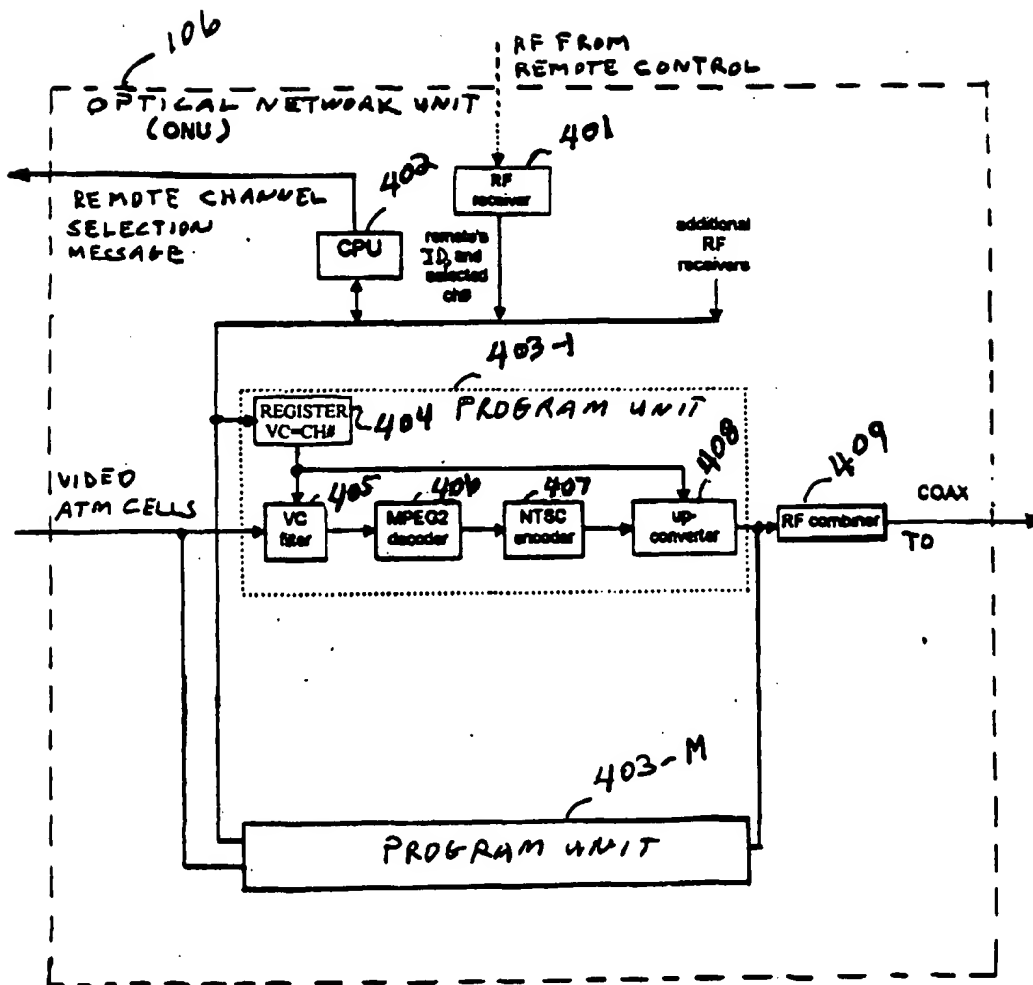 106
RF FROM
REMOTE CONTROL
OPTICAL NETWORK UNIT
(ONU)
401
402
RF
receiver
REMOTE CHANNEL
SELECTION
MESSAGE
CPU
remote's
ID and
selected
ch#
additional
RF
receivers
403-1
REGISTER
VC=CH#
404
PROGRAM UNIT
408
409
VIDEO
ATM CELLS
405
406
407
VC
filter
MPEG2
decoder
NTSC
encoder
up-
converter
RF combiner
COAX
TO
403-M
PROGRAM UNIT